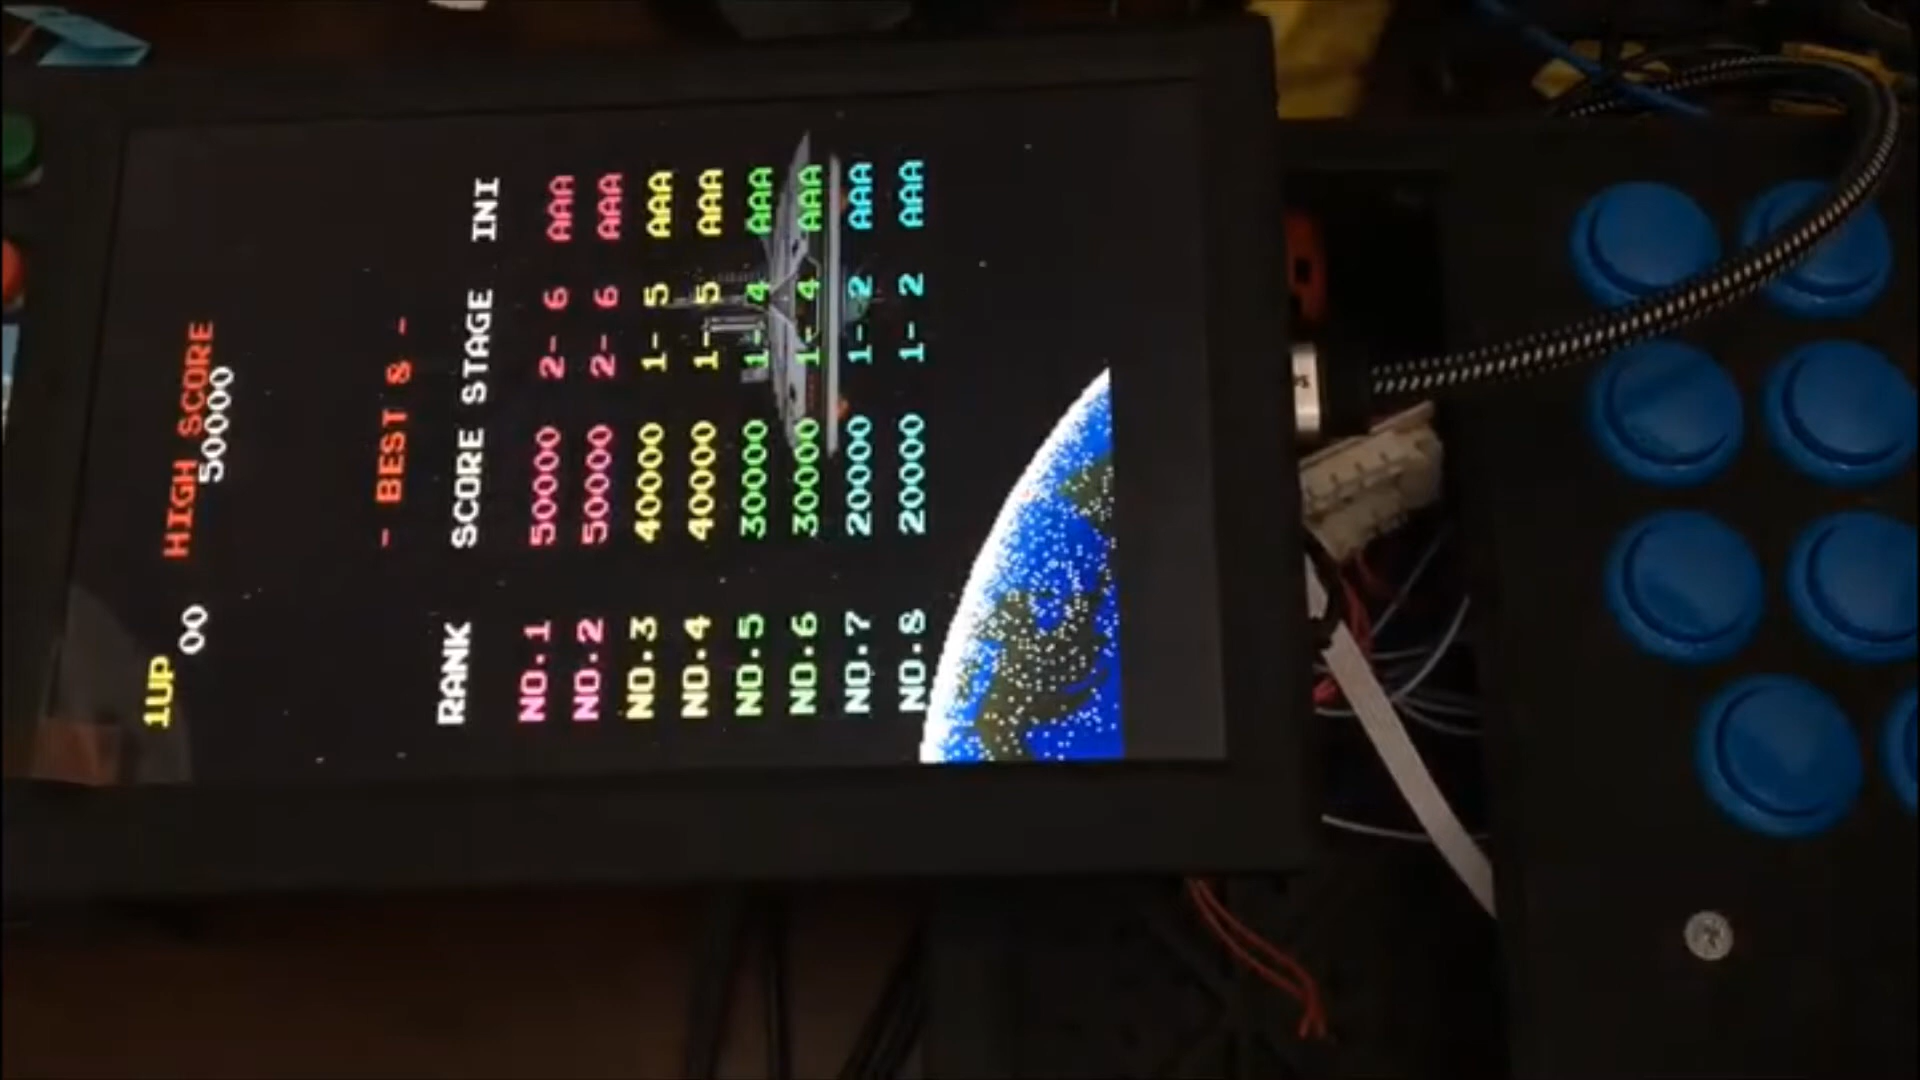 1UP HIGH SCORE
00 50000
- BEST 8 -
RANK SCORE STAGE INI
NO.1 50000 2- 6 AAA
NO.2 50000 2- 6 AAA
NO.3 40000 1- 5 AAA
NO.4 40000 1- 5 AAA
NO.5 30000 1- 4 AAA
NO.6 30000 1- 4 AAA
NO.7 20000 1- 2 AAA
NO.8 20000 1- 2 AAA